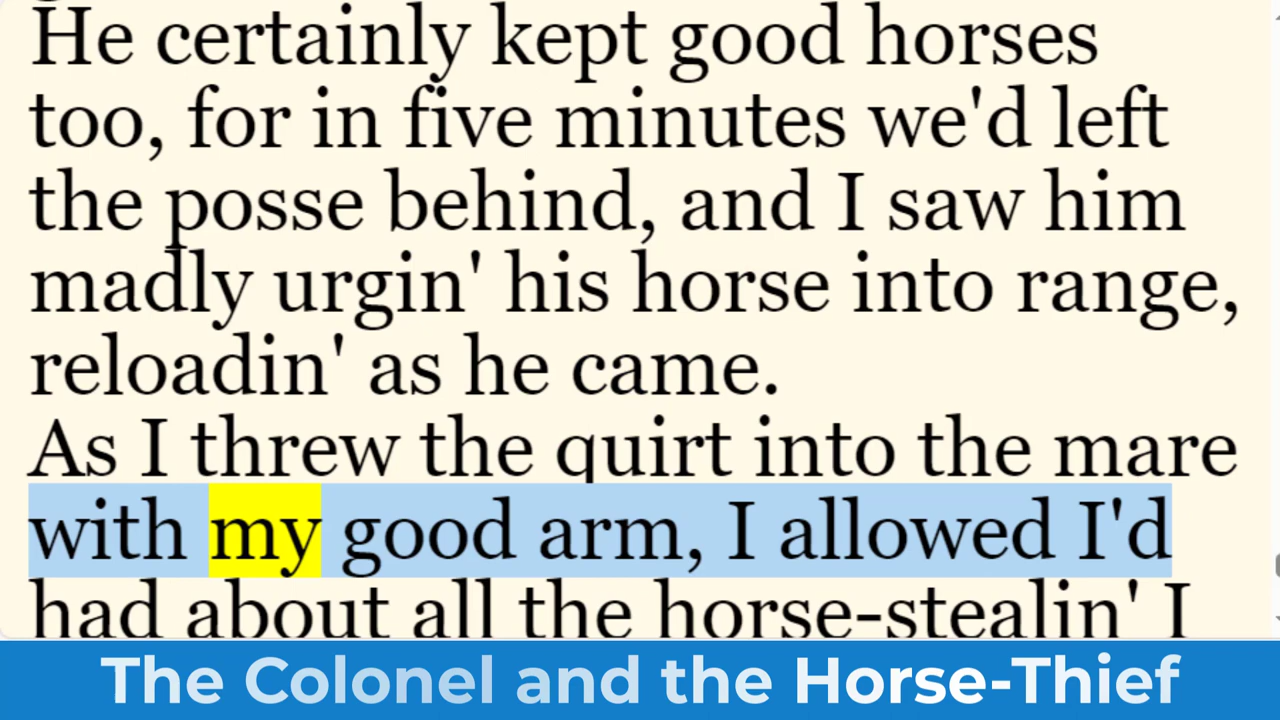 He certainly kept good horses
too, for in five minutes we'd left
the posse behind, and I saw him
madly urgin' his horse into range,
reloadin' as he came.
As I threw the quirt into the mare
with my good arm, I allowed I'd
had about all the horse-stealin' I
The Colonel and the Horse-Thief